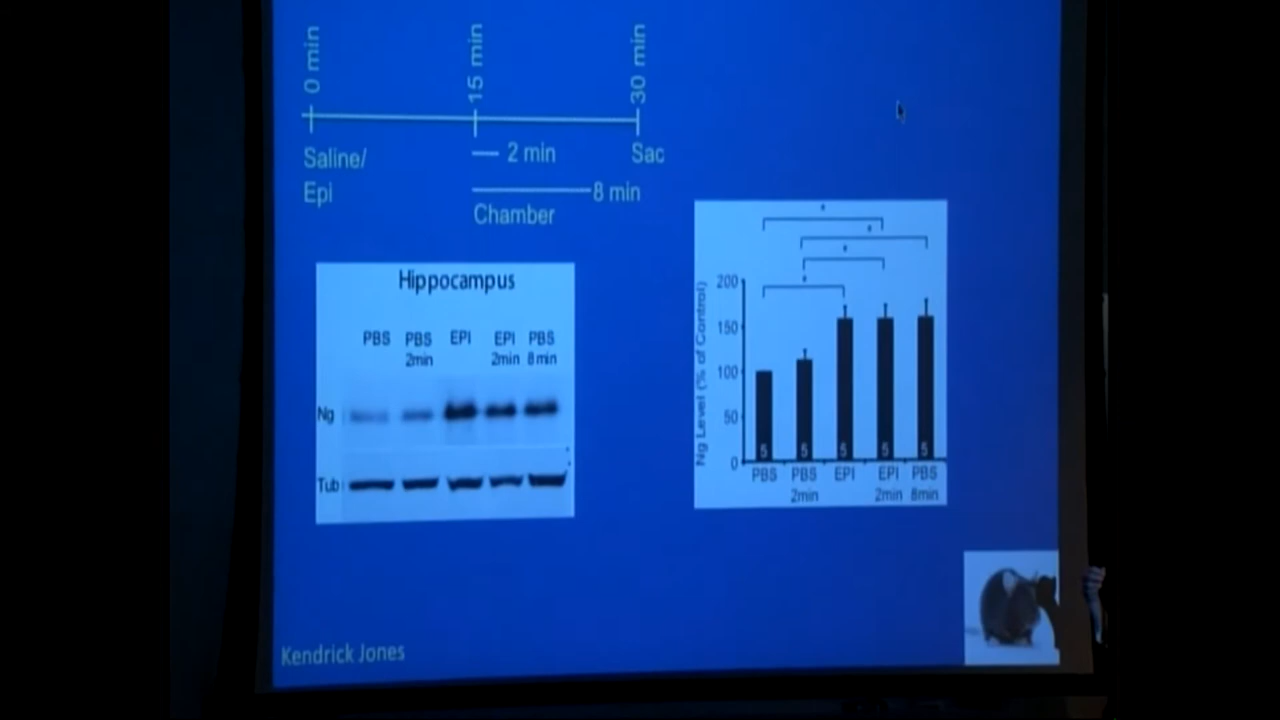 0 min
15 min
30 min
Saline/
Epi
2 min
8 min
Chamber
Sac
Hippocampus
PBS PBS EPI EPI PBS
2min 2min 8min
Ng
Tub
* 
*
*
*
Ng Level (% of Control)
200
150
100
50
0
5 5 5 5 5
PBS PBS EPI EPI PBS
2min 2min 8min
Kendrick Jones